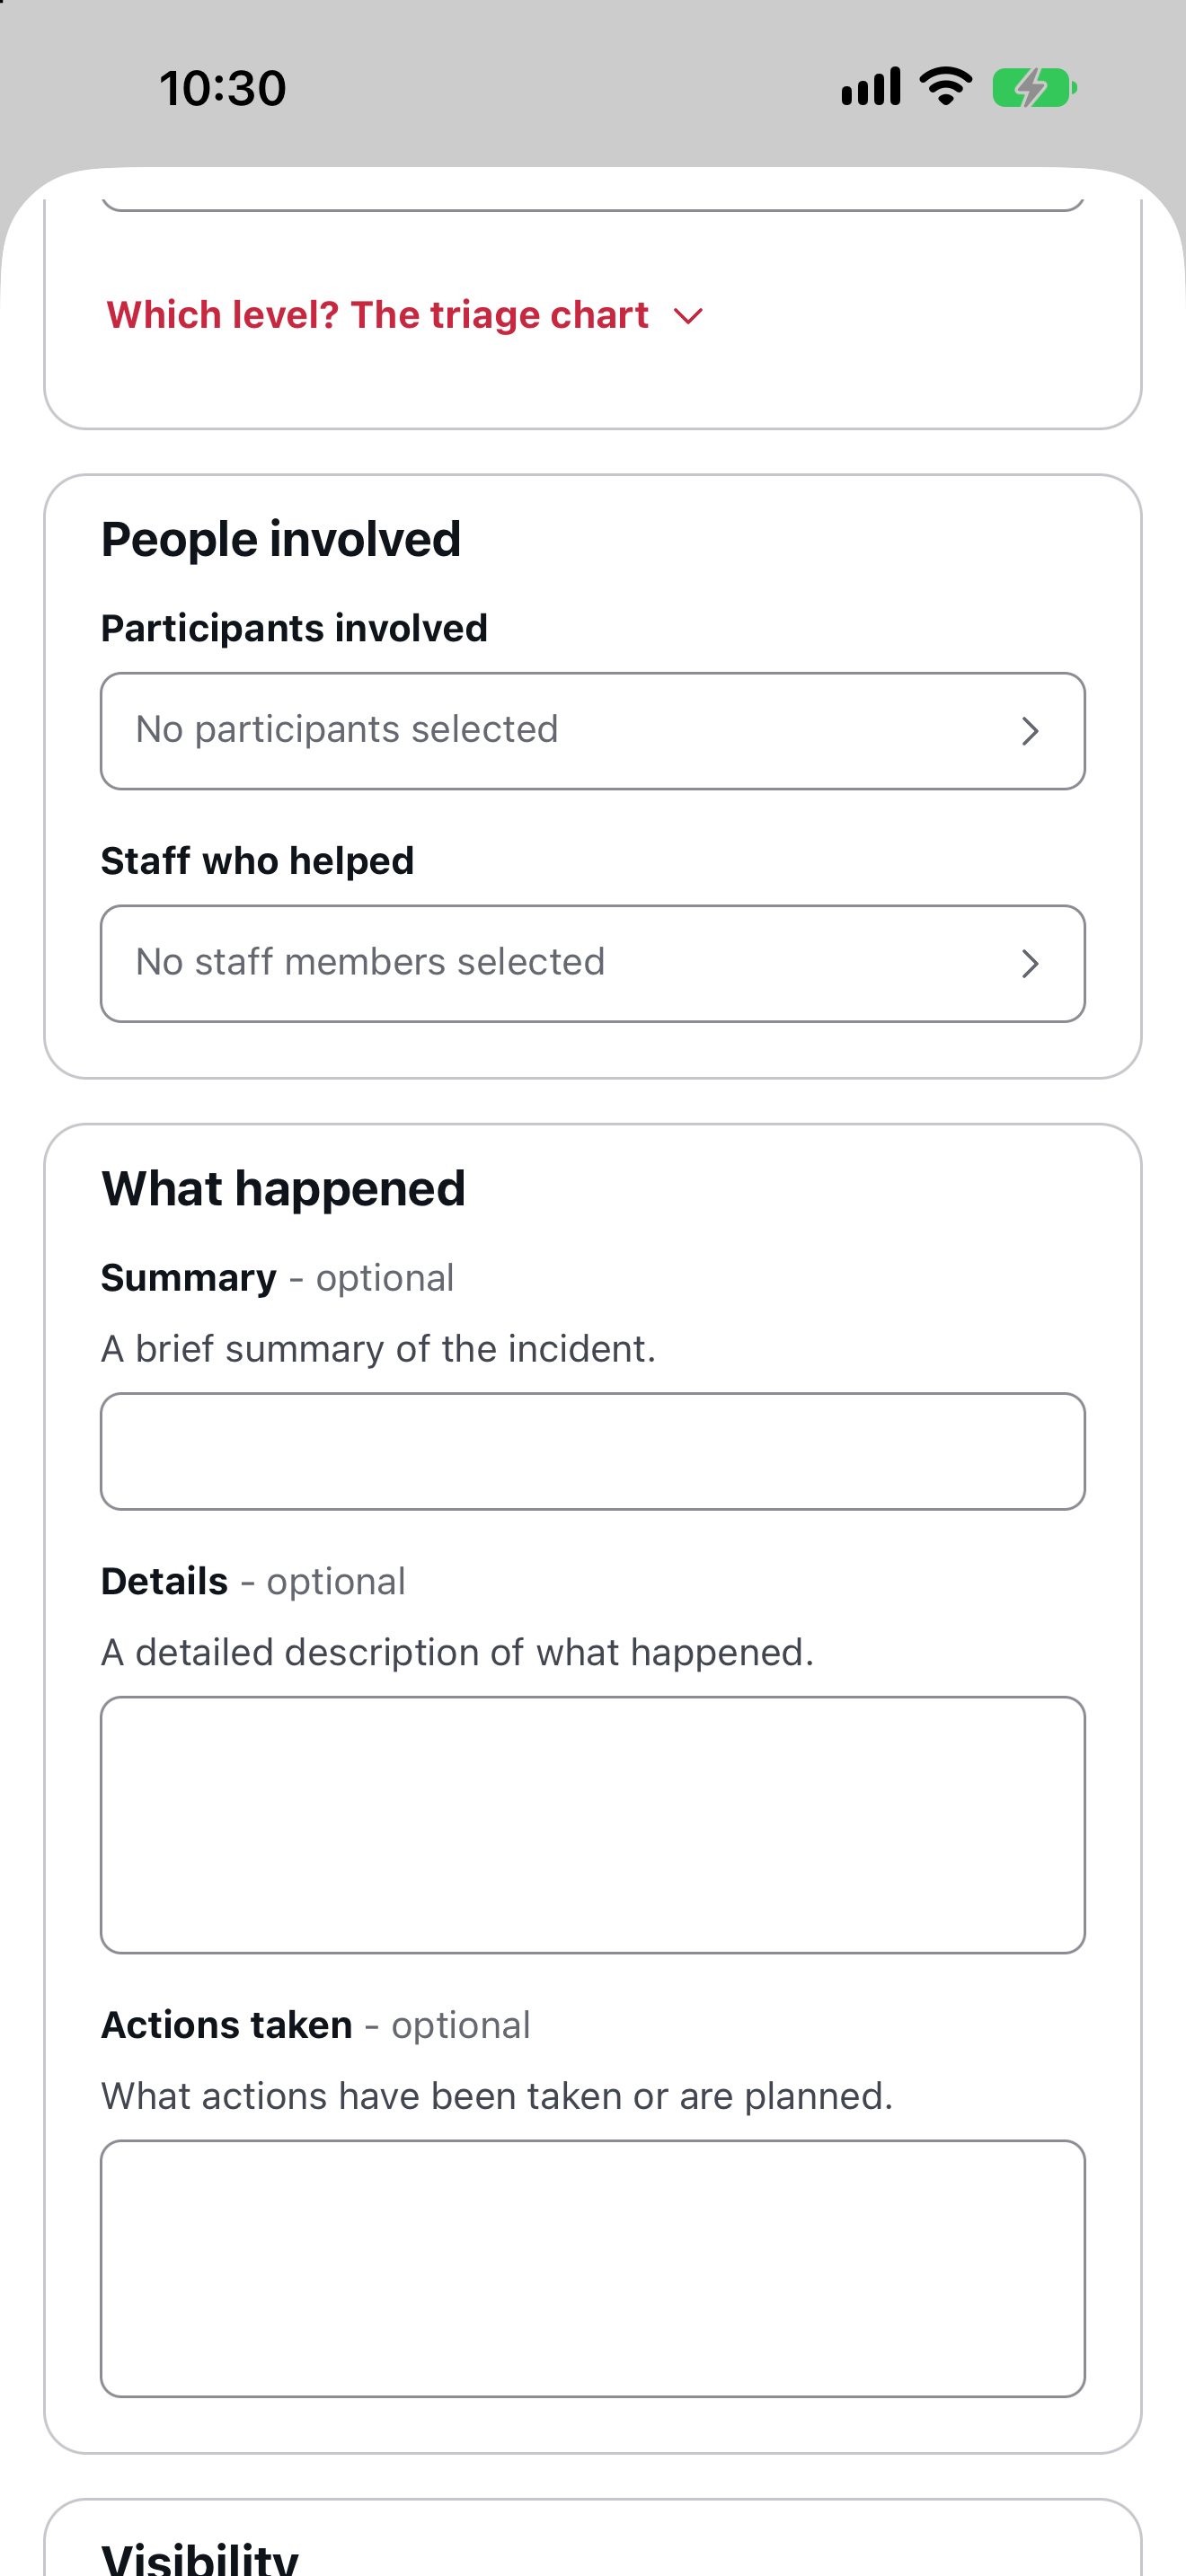 10:30
Which level? The triage chart
People involved
Participants involved
No participants selected
Staff who helped
No staff members selected
What happened
Summary - optional
A brief summary of the incident.
Details - optional
A detailed description of what happened.
Actions taken - optional
What actions have been taken or are planned.
Visibility